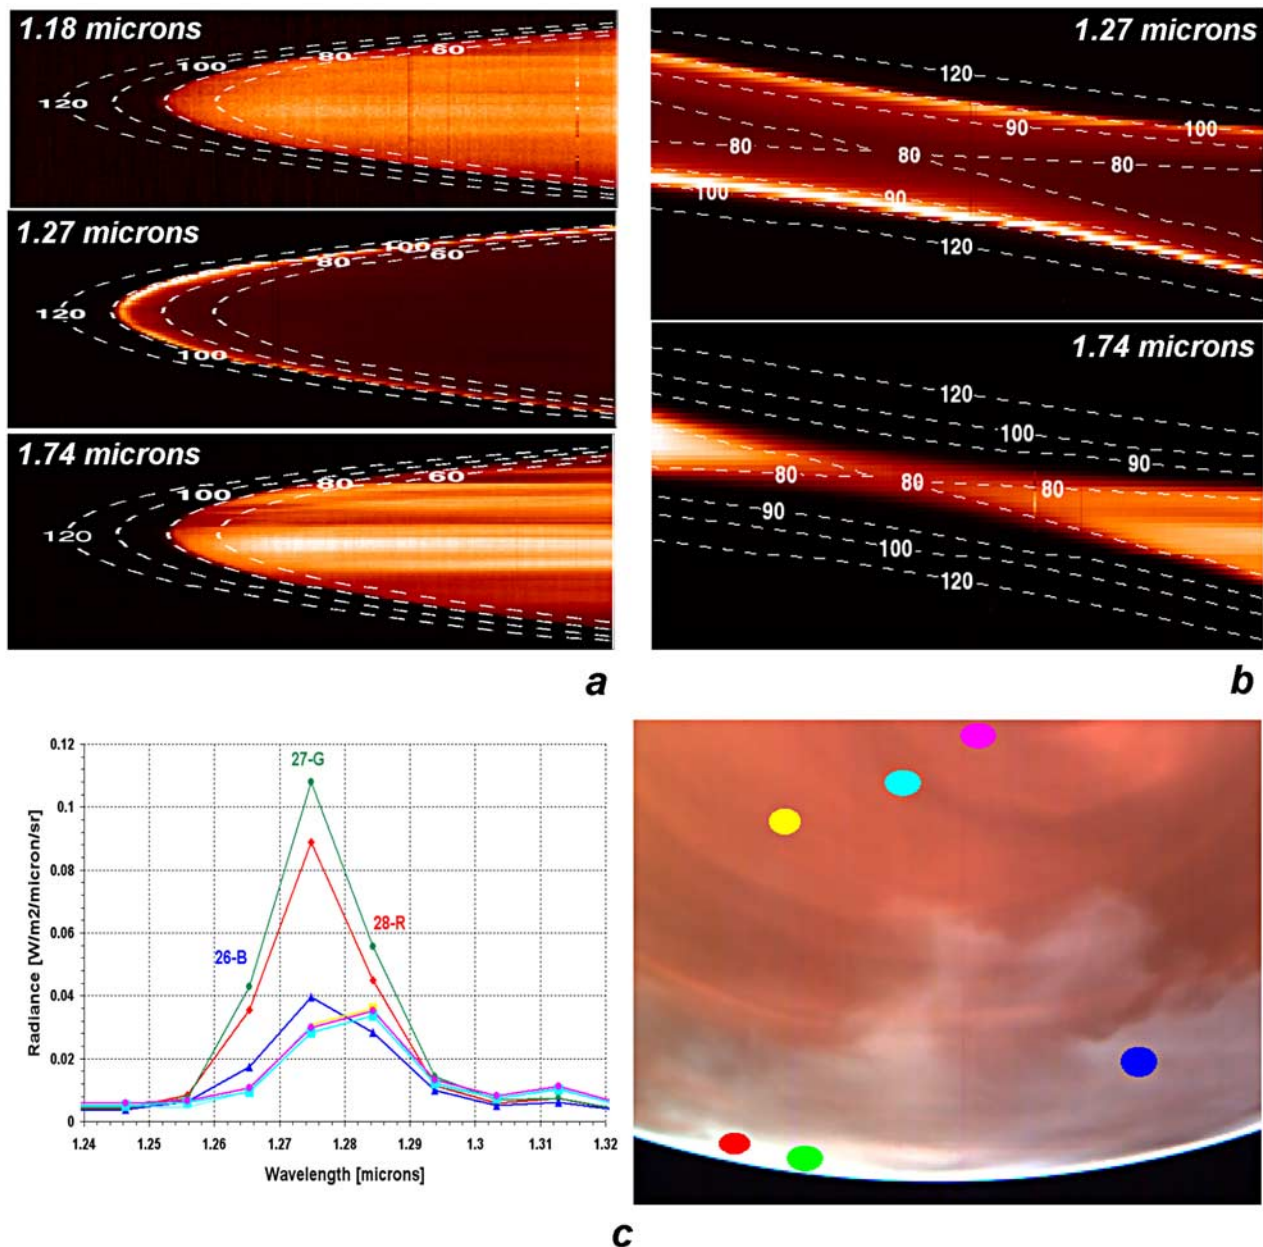 1.18 microns
120
100
80
60
1.27 microns
120
100
80
60
100
1.74 microns
120
100
80
60
a
1.27 microns
120
100
90
80
80
80
90
100
120
1.74 microns
120
100
90
80
80
80
90
100
120
b
0.12
0.1
0.08
0.06
0.04
0.02
0
Radiance [W/m2/micron/sr]
27-G
28-R
26-B
1.24 1.25 1.26 1.27 1.28 1.29 1.3 1.31 1.32
Wavelength [microns]
c